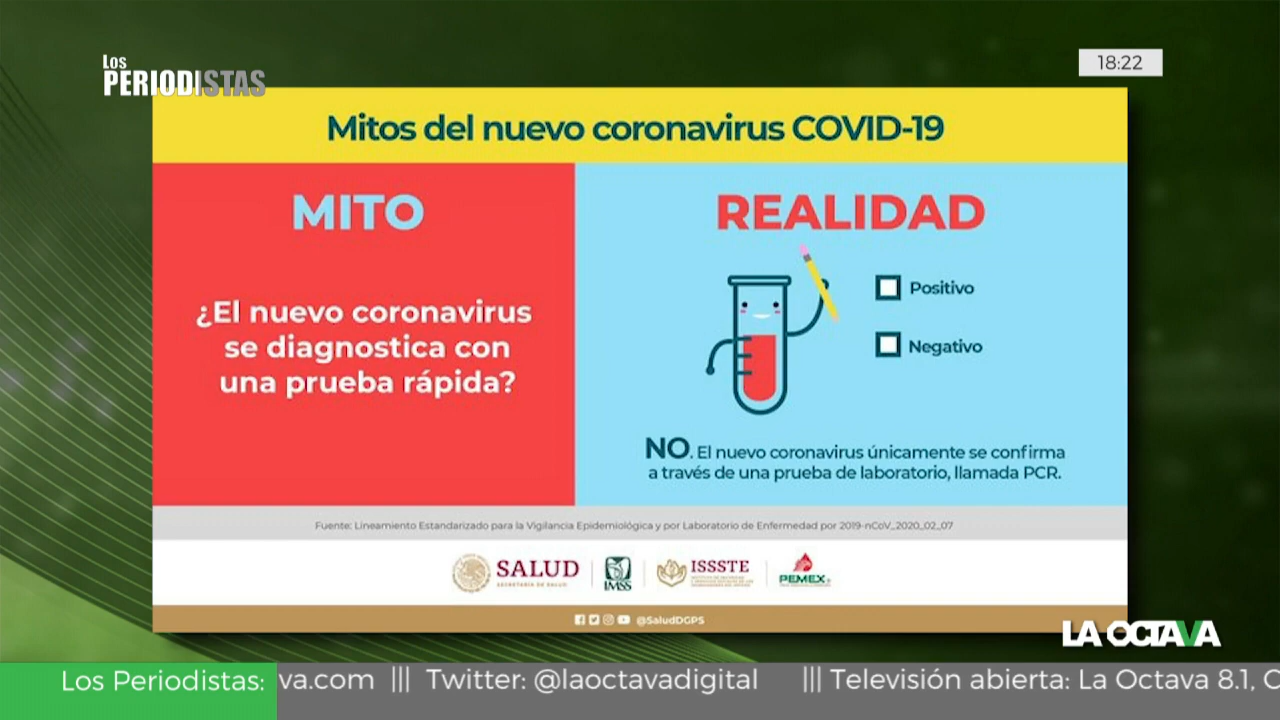 Los
PERIODISTAS
18:22
Mitos del nuevo coronavirus COVID-19
MITO
¿El nuevo coronavirus
se diagnostica con
una prueba rápida?
REALIDAD
Positivo
Negativo
NO. El nuevo coronavirus únicamente se confirma
a través de una prueba de laboratorio, llamada PCR.
Fuente: Lineamiento Estandarizado para la Vigilancia Epidemiológica y por Laboratorio de Enfermedad por 2019-nCoV_2020_02_07
SALUD
SECRETARÍA DE SALUD
IMSS
ISSSTE
PEMEX
@SaludDGPS
LA OCTAVA
Los Periodistas: va.com ||| Twitter: @laoctavadigital ||| Televisión abierta: La Octava 8.1, C